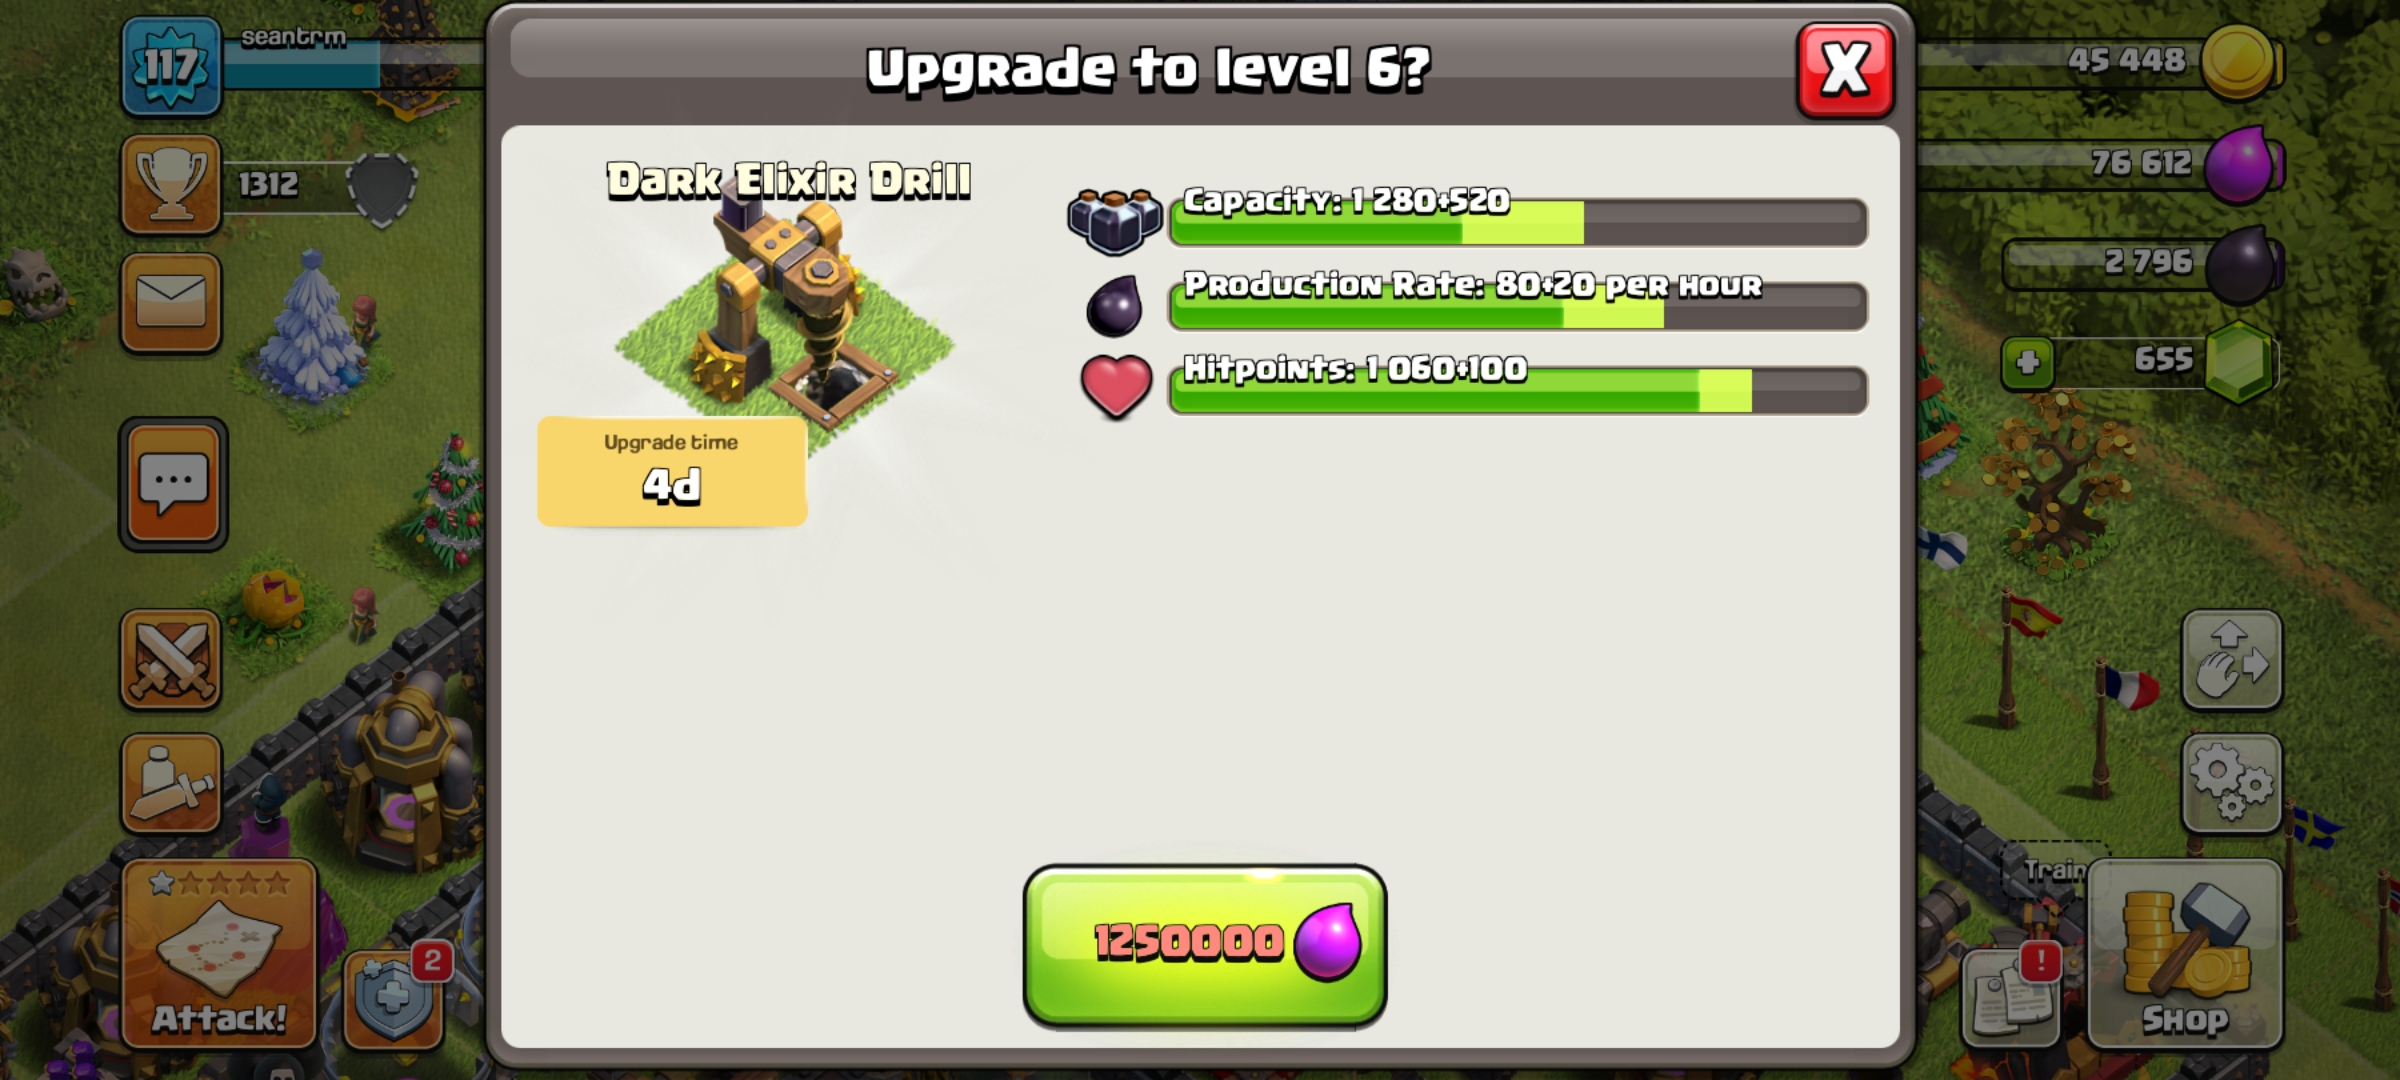 117
seantrm
Upgrade to level 6?
X
45 448
1312
Dark Elixir Drill
Capacity: 1 280+520
76 612
Production Rate: 80+20 per hour
2 796
Hitpoints: 1 060+100
655
Upgrade time
4d
Train
1250000
2
!
Attack!
Shop